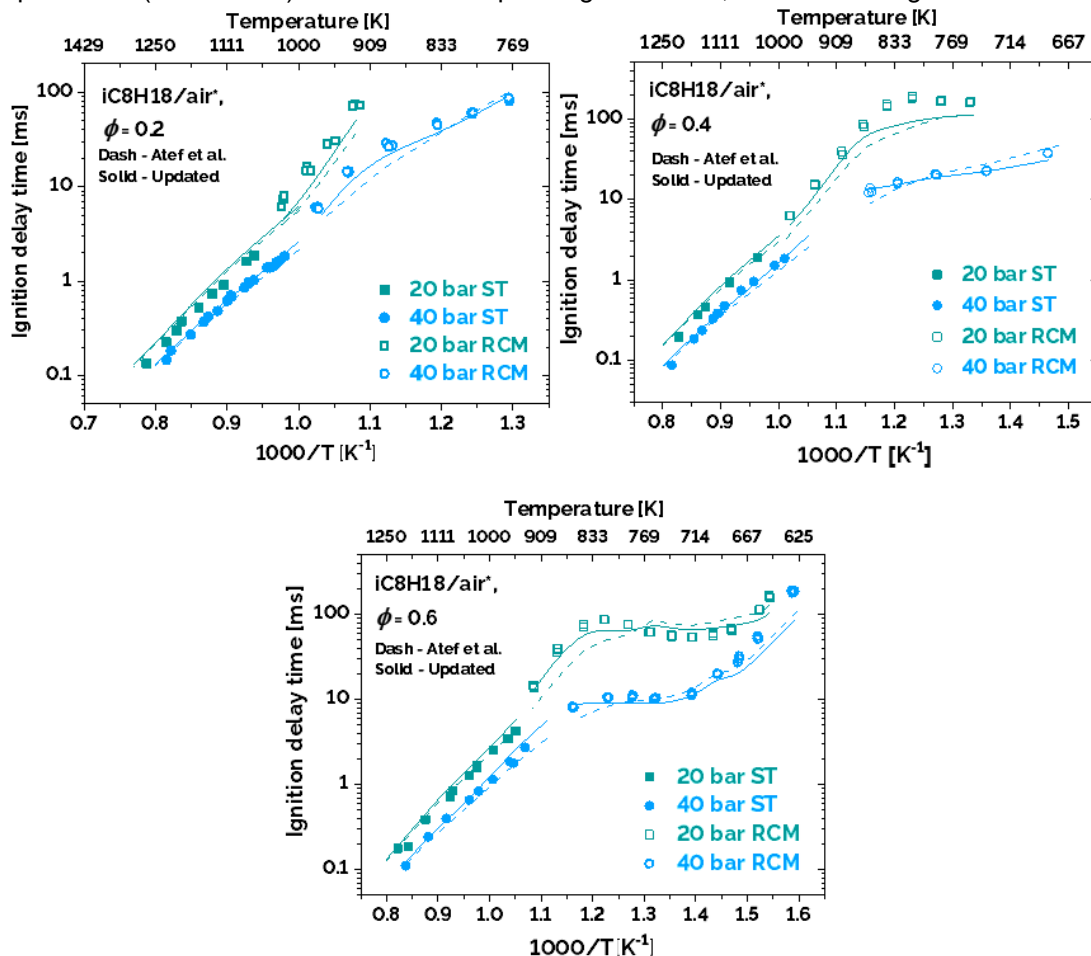 Temperature [K]
1429 1250 1111 1000 909 833 769
Ignition delay time [ms]
100
10
1
0.1
iC8H18/air*,
ϕ = 0.2
Dash - Atef et al.
Solid - Updated
20 bar ST
40 bar ST
20 bar RCM
40 bar RCM
0.7 0.8 0.9 1.0 1.1 1.2 1.3
1000/T [K⁻¹]
Temperature [K]
1250 1111 1000 909 833 769 714 667
Ignition delay time [ms]
100
10
1
0.1
iC8H18/air*,
ϕ = 0.4
Dash - Atef et al.
Solid - Updated
20 bar ST
40 bar ST
20 bar RCM
40 bar RCM
0.8 0.9 1.0 1.1 1.2 1.3 1.4 1.5
1000/T [K⁻¹]
Temperature [K]
1250 1111 1000 909 833 769 714 667 625
Ignition delay time [ms]
100
10
1
0.1
iC8H18/air*,
ϕ = 0.6
Dash - Atef et al.
Solid - Updated
20 bar ST
40 bar ST
20 bar RCM
40 bar RCM
0.8 0.9 1.0 1.1 1.2 1.3 1.4 1.5 1.6
1000/T [K⁻¹]